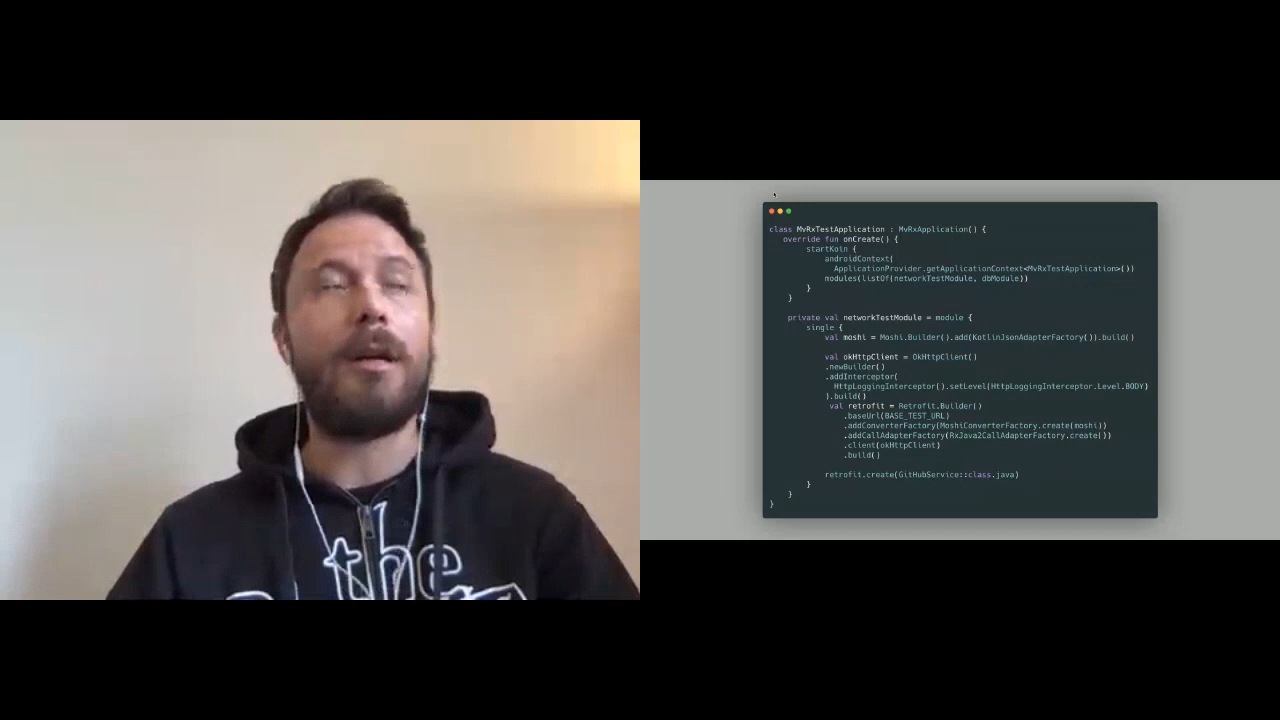 the
class MvRxTestApplication : MvRxApplication() {
override fun onCreate() {
startKoin {
androidContext(
ApplicationProvider.getApplicationContext<MvRxTestApplication>())
modules(listOf(networkTestModule, dbModule))
}
}
private val networkTestModule = module {
single {
val moshi = Moshi.Builder().add(KotlinJsonAdapterFactory()).build()
val okHttpClient = OkHttpClient()
.newBuilder()
.addInterceptor(
HttpLoggingInterceptor().setLevel(HttpLoggingInterceptor.Level.BODY)
).build()
val retrofit = Retrofit.Builder()
.baseUrl(BASE_TEST_URL)
.addConverterFactory(MoshiConverterFactory.create(moshi))
.addCallAdapterFactory(RxJava2CallAdapterFactory.create())
.client(okHttpClient)
.build()
retrofit.create(GitHubService::class.java)
}
}
}